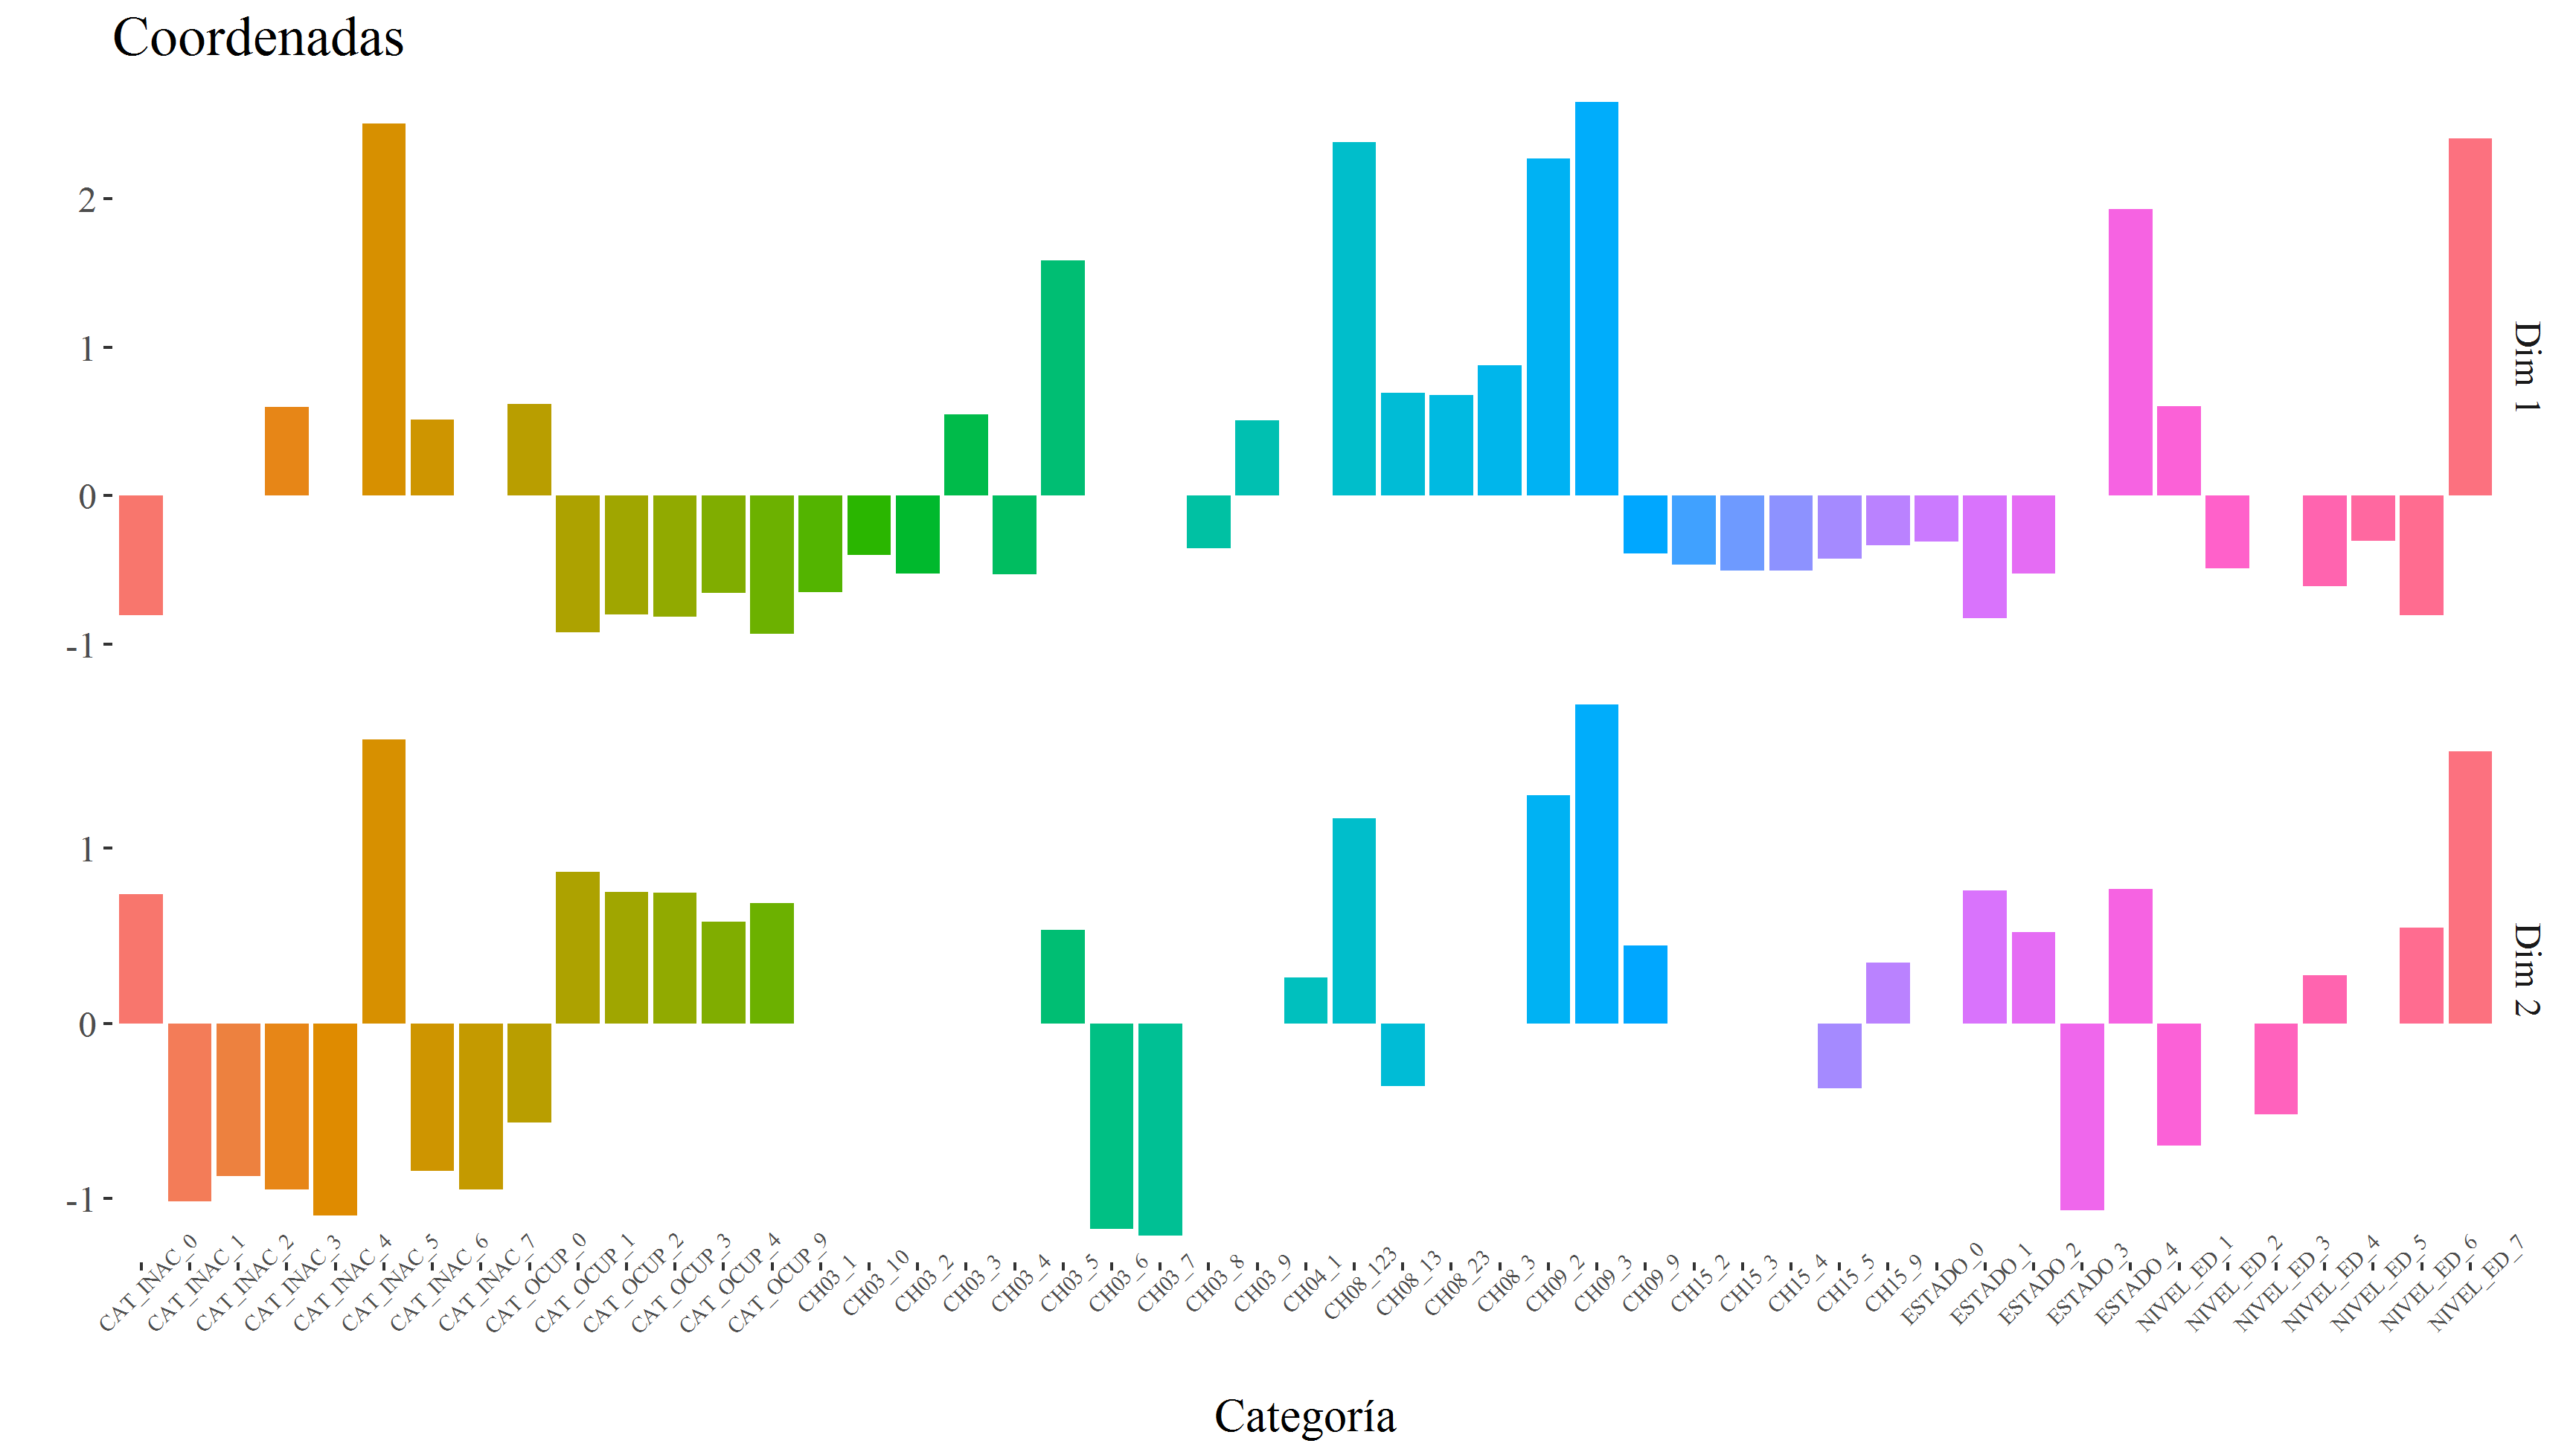 Coordenadas
2
1
0
-1
Dim 1
1
0
-1
Dim 2
CAT_INAC_0
CAT_INAC_1
CAT_INAC_2
CAT_INAC_3
CAT_INAC_4
CAT_INAC_5
CAT_INAC_6
CAT_INAC_7
CAT_OCUP_0
CAT_OCUP_1
CAT_OCUP_2
CAT_OCUP_3
CAT_OCUP_4
CAT_OCUP_9
CH03_1
CH03_10
CH03_2
CH03_3
CH03_4
CH03_5
CH03_6
CH03_7
CH03_8
CH03_9
CH04_1
CH08_123
CH08_13
CH08_23
CH08_3
CH09_2
CH09_3
CH09_9
CH15_2
CH15_3
CH15_4
CH15_5
CH15_9
ESTADO_0
ESTADO_1
ESTADO_2
ESTADO_3
ESTADO_4
NIVEL_ED_1
NIVEL_ED_2
NIVEL_ED_3
NIVEL_ED_4
NIVEL_ED_5
NIVEL_ED_6
NIVEL_ED_7
Categoría